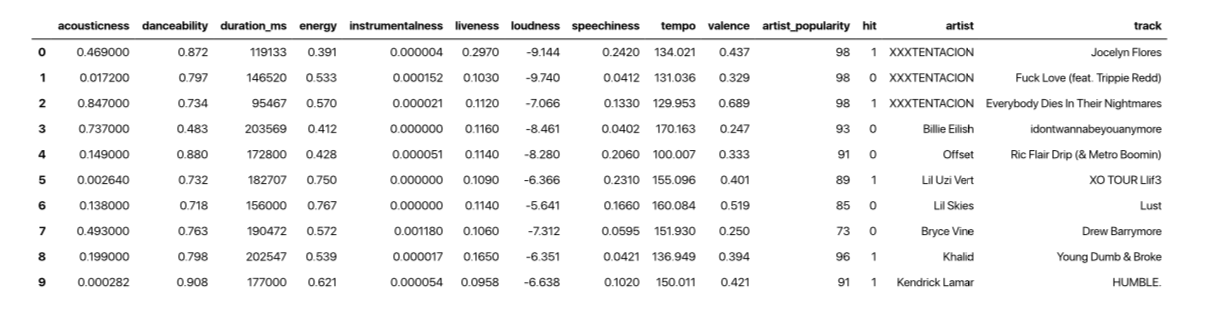 acousticness danceability duration_ms energy instrumentalness liveness loudness speechiness tempo valence artist_popularity hit artist track
0 0.469000 0.872 119133 0.391 0.000004 0.2970 -9.144 0.2420 134.021 0.437 98 1 XXXTENTACION Jocelyn Flores
1 0.017200 0.797 146520 0.533 0.000152 0.1030 -9.740 0.0412 131.036 0.329 98 0 XXXTENTACION Fuck Love (feat. Trippie Redd)
2 0.847000 0.734 95467 0.570 0.000021 0.1120 -7.066 0.1330 129.953 0.689 98 1 XXXTENTACION Everybody Dies In Their Nightmares
3 0.737000 0.483 203569 0.412 0.000000 0.1160 -8.461 0.0402 170.163 0.247 93 0 Billie Eilish idontwannabeyouanymore
4 0.149000 0.880 172800 0.428 0.000051 0.1140 -8.280 0.2060 100.007 0.333 91 0 Offset Ric Flair Drip (& Metro Boomin)
5 0.002640 0.732 182707 0.750 0.000000 0.1090 -6.366 0.2310 155.096 0.401 89 1 Lil Uzi Vert XO TOUR Llif3
6 0.138000 0.718 156000 0.767 0.000000 0.1140 -5.641 0.1660 160.084 0.519 85 0 Lil Skies Lust
7 0.493000 0.763 190472 0.572 0.001180 0.1060 -7.312 0.0595 151.930 0.250 73 0 Bryce Vine Drew Barrymore
8 0.199000 0.798 202547 0.539 0.000017 0.1650 -6.351 0.0421 136.949 0.394 96 1 Khalid Young Dumb & Broke
9 0.000282 0.908 177000 0.621 0.000054 0.0958 -6.638 0.1020 150.011 0.421 91 1 Kendrick Lamar HUMBLE.